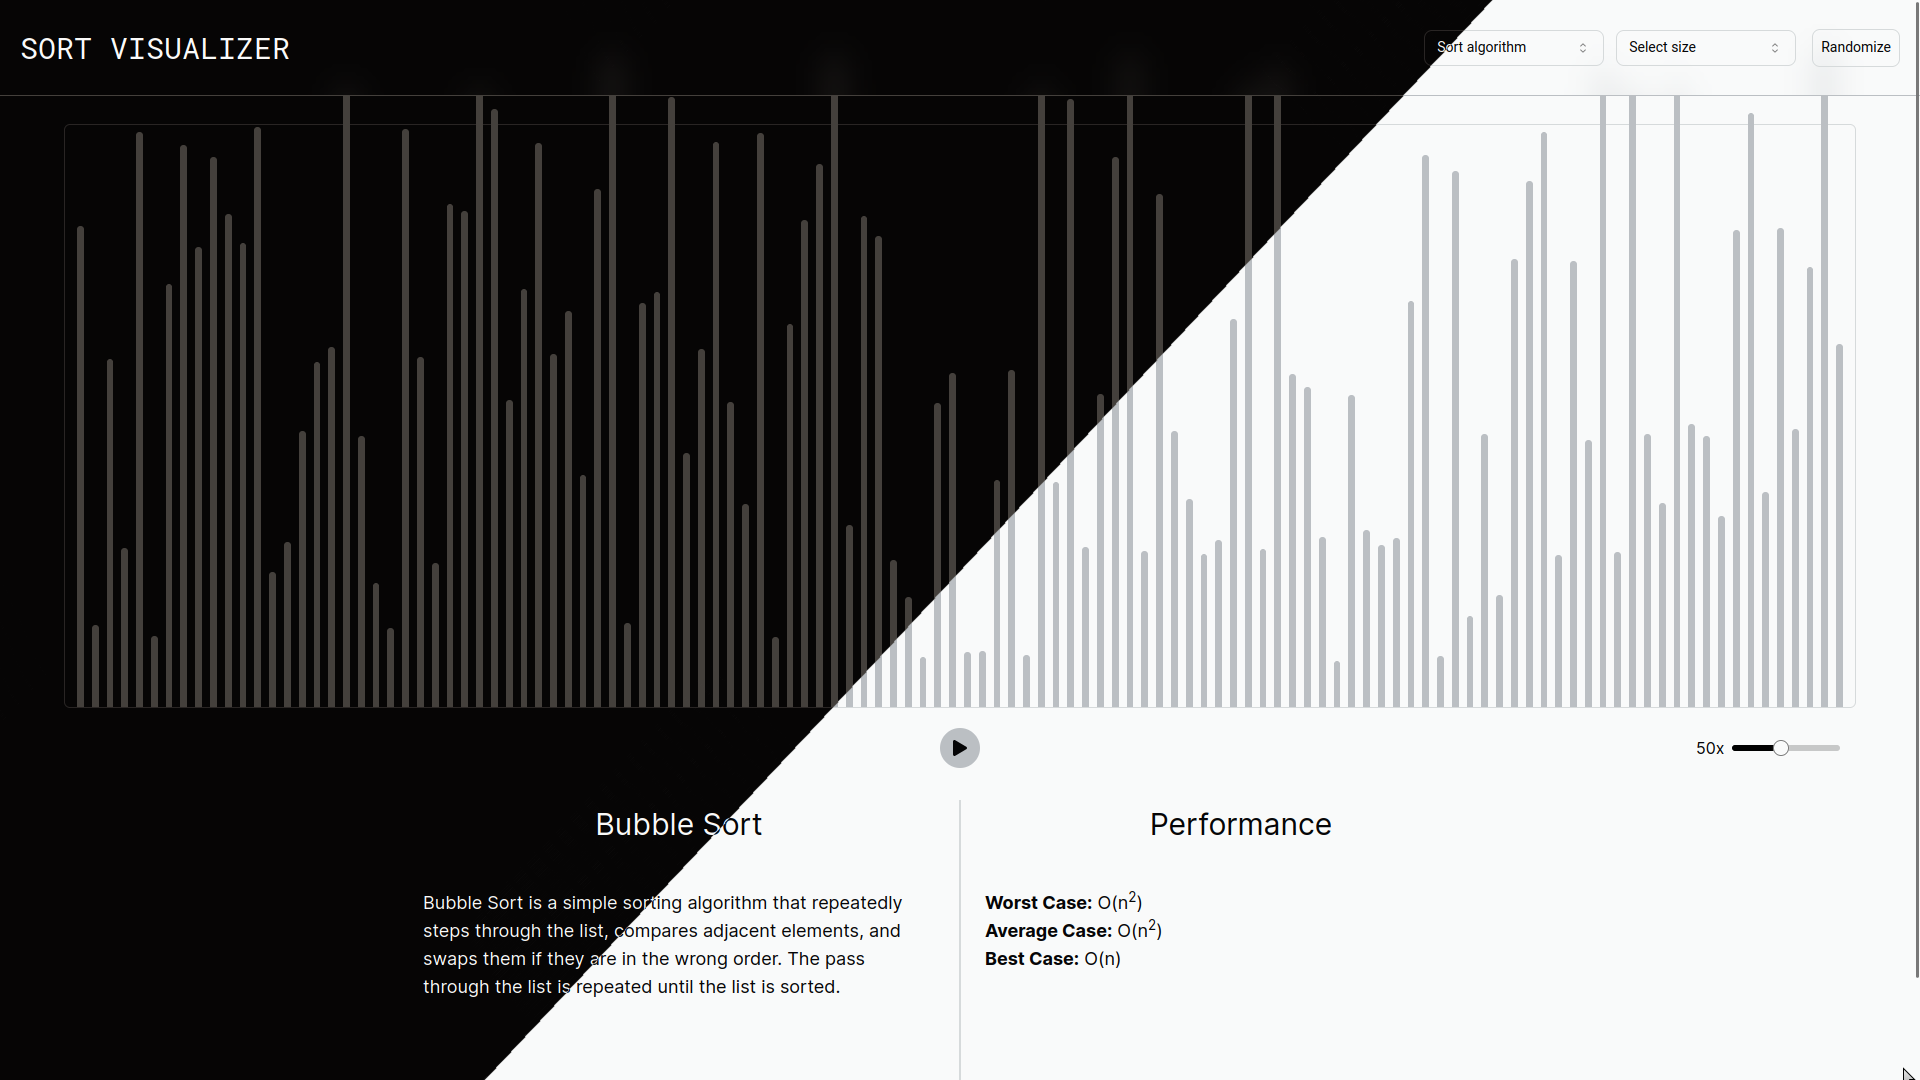 SORT VISUALIZER
Sort algorithm
Select size
Randomize
50x
Bubble Sort
Bubble Sort is a simple sorting algorithm that repeatedly
steps through the list, compares adjacent elements, and
swaps them if they are in the wrong order. The pass
through the list is repeated until the list is sorted.
Performance
Worst Case: O(n²)
Average Case: O(n²)
Best Case: O(n)